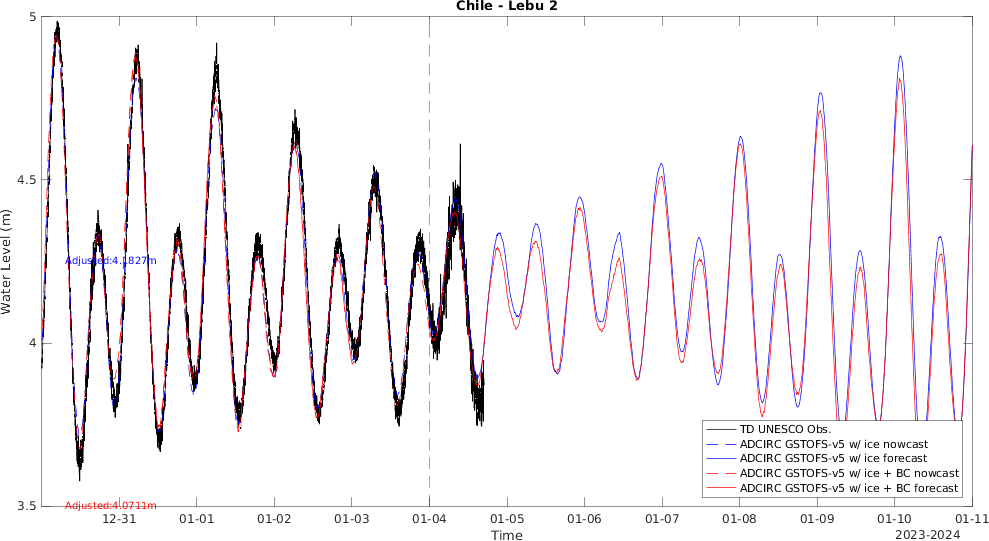 Chile - Lebu 2
5
4.5
4
3.5
Water Level (m)
Adjusted:4.1827m
Adjusted:4.0711m
TD UNESCO Obs.
ADCIRC GSTOFS-v5 w/ ice nowcast
ADCIRC GSTOFS-v5 w/ ice forecast
ADCIRC GSTOFS-v5 w/ ice + BC nowcast
ADCIRC GSTOFS-v5 w/ ice + BC forecast
12-31 01-01 01-02 01-03 01-04 01-05 01-06 01-07 01-08 01-09 01-10 01-11
Time
2023-2024